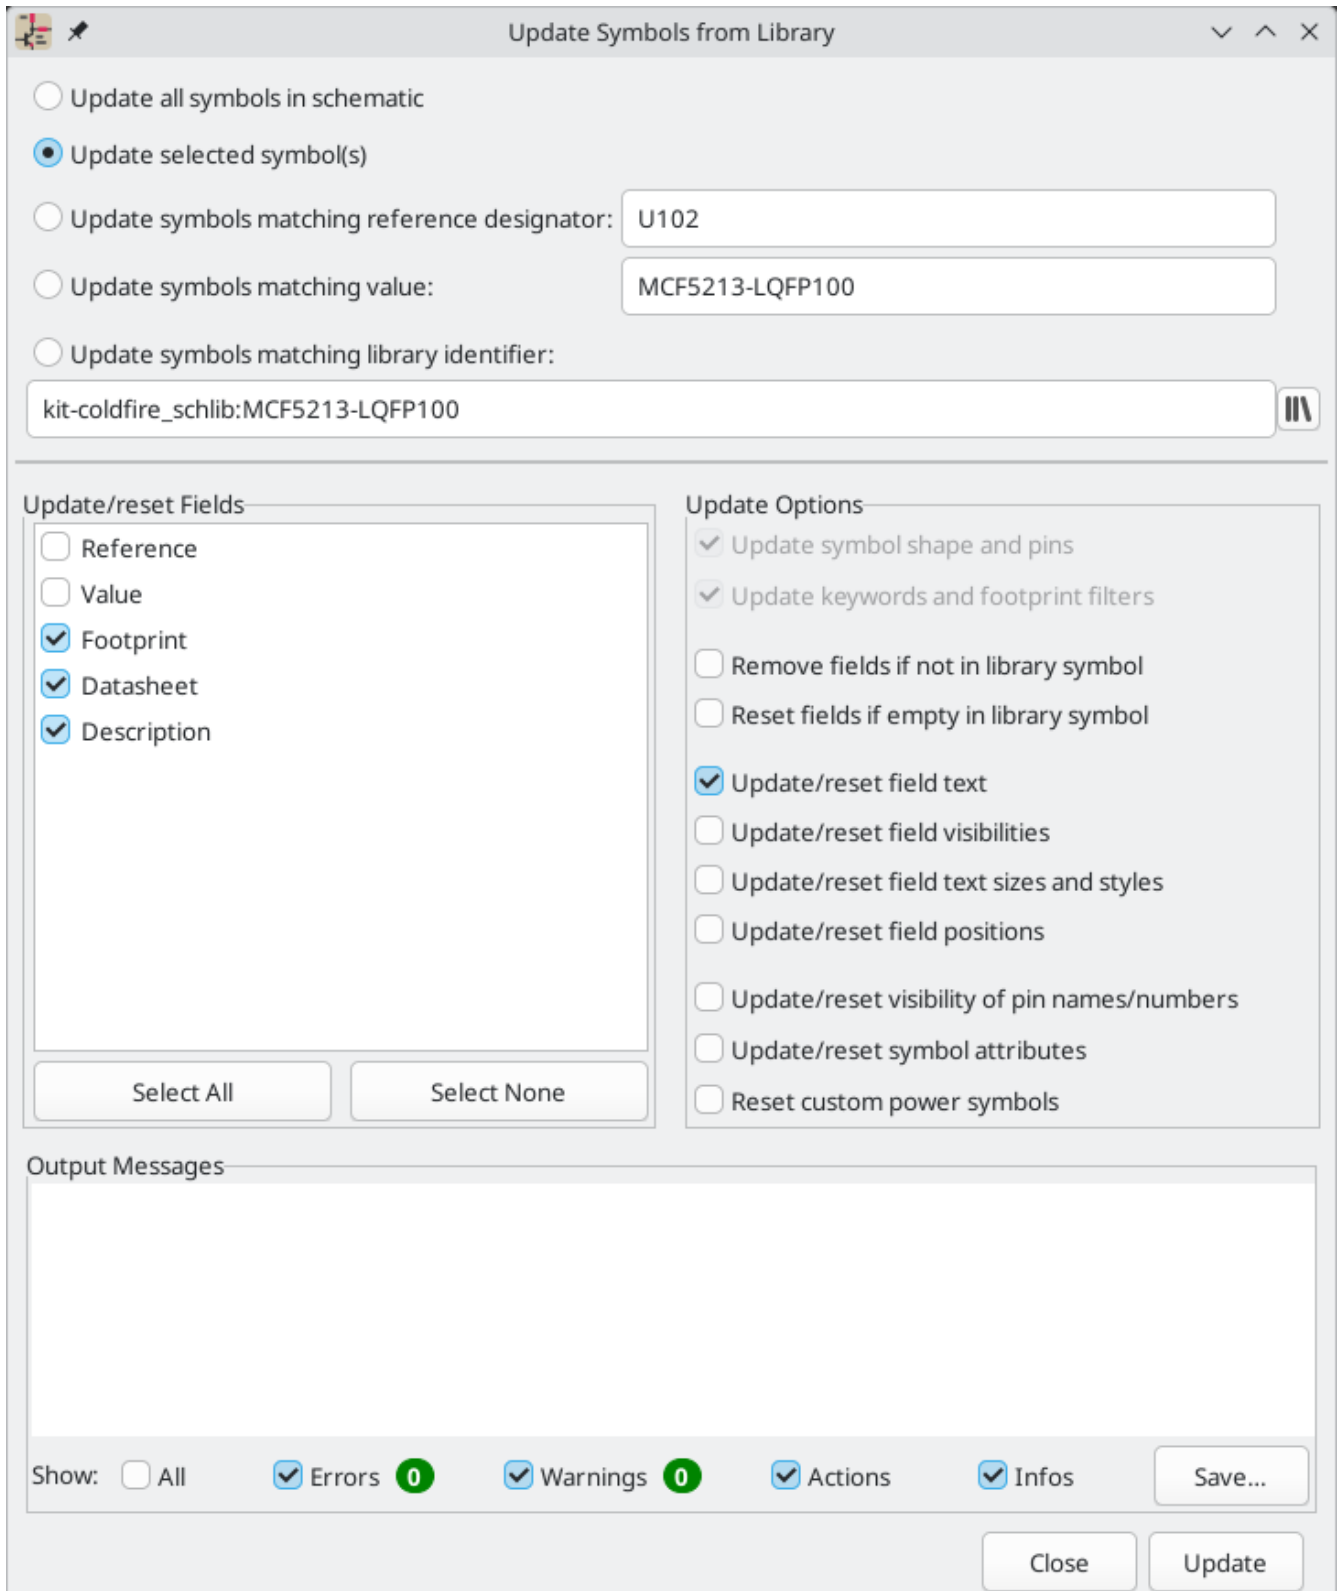 Update Symbols from Library
Update all symbols in schematic
Update selected symbol(s)
Update symbols matching reference designator: U102
Update symbols matching value: MCF5213-LQFP100
Update symbols matching library identifier:
kit-coldfire_schlib:MCF5213-LQFP100
Update/reset Fields
Reference
Value
Footprint
Datasheet
Description
Select All Select None
Update Options
Update symbol shape and pins
Update keywords and footprint filters
Remove fields if not in library symbol
Reset fields if empty in library symbol
Update/reset field text
Update/reset field visibilities
Update/reset field text sizes and styles
Update/reset field positions
Update/reset visibility of pin names/numbers
Update/reset symbol attributes
Reset custom power symbols
Output Messages
Show: All Errors 0 Warnings 0 Actions Infos Save...
Close Update